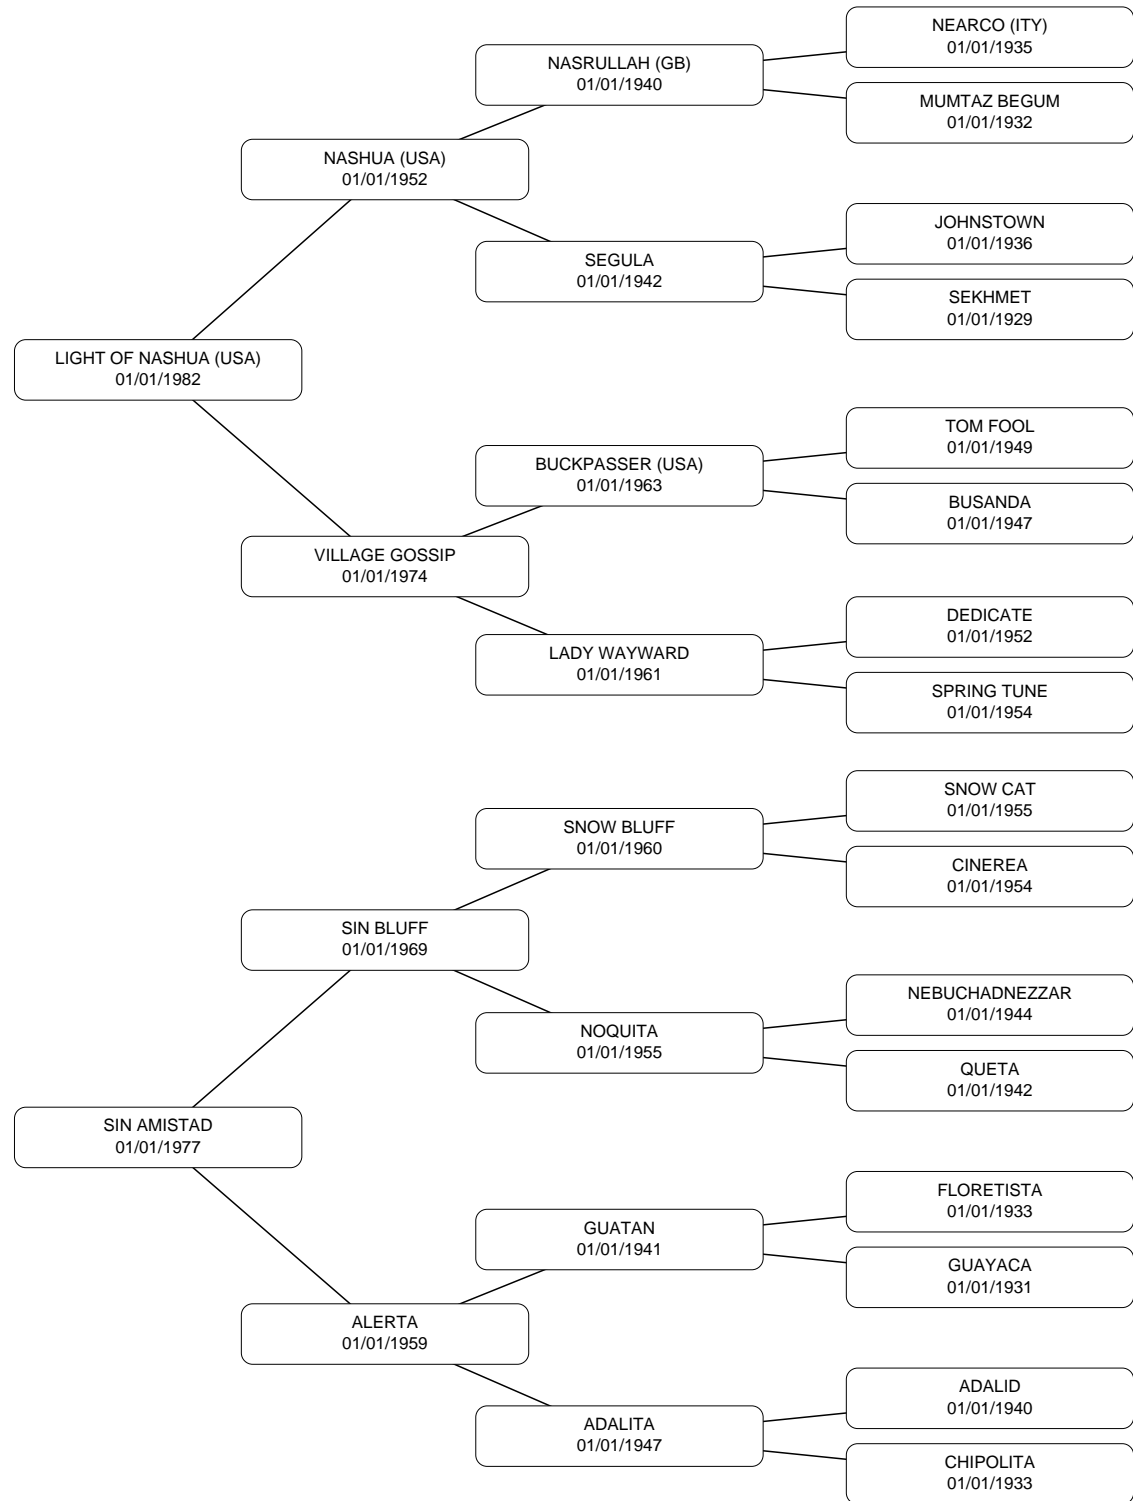 NEARCO (ITY)
01/01/1935
NASRULLAH (GB)
01/01/1940
MUMTAZ BEGUM
01/01/1932
NASHUA (USA)
01/01/1952
JOHNSTOWN
01/01/1936
SEGULA
01/01/1942
SEKHMET
01/01/1929
LIGHT OF NASHUA (USA)
01/01/1982
TOM FOOL
01/01/1949
BUCKPASSER (USA)
01/01/1963
BUSANDA
01/01/1947
VILLAGE GOSSIP
01/01/1974
DEDICATE
01/01/1952
LADY WAYWARD
01/01/1961
SPRING TUNE
01/01/1954
SNOW CAT
01/01/1955
SNOW BLUFF
01/01/1960
CINEREA
01/01/1954
SIN BLUFF
01/01/1969
NEBUCHADNEZZAR
01/01/1944
NOQUITA
01/01/1955
QUETA
01/01/1942
SIN AMISTAD
01/01/1977
FLORETISTA
01/01/1933
GUATAN
01/01/1941
GUAYACA
01/01/1931
ALERTA
01/01/1959
ADALID
01/01/1940
ADALITA
01/01/1947
CHIPOLITA
01/01/1933